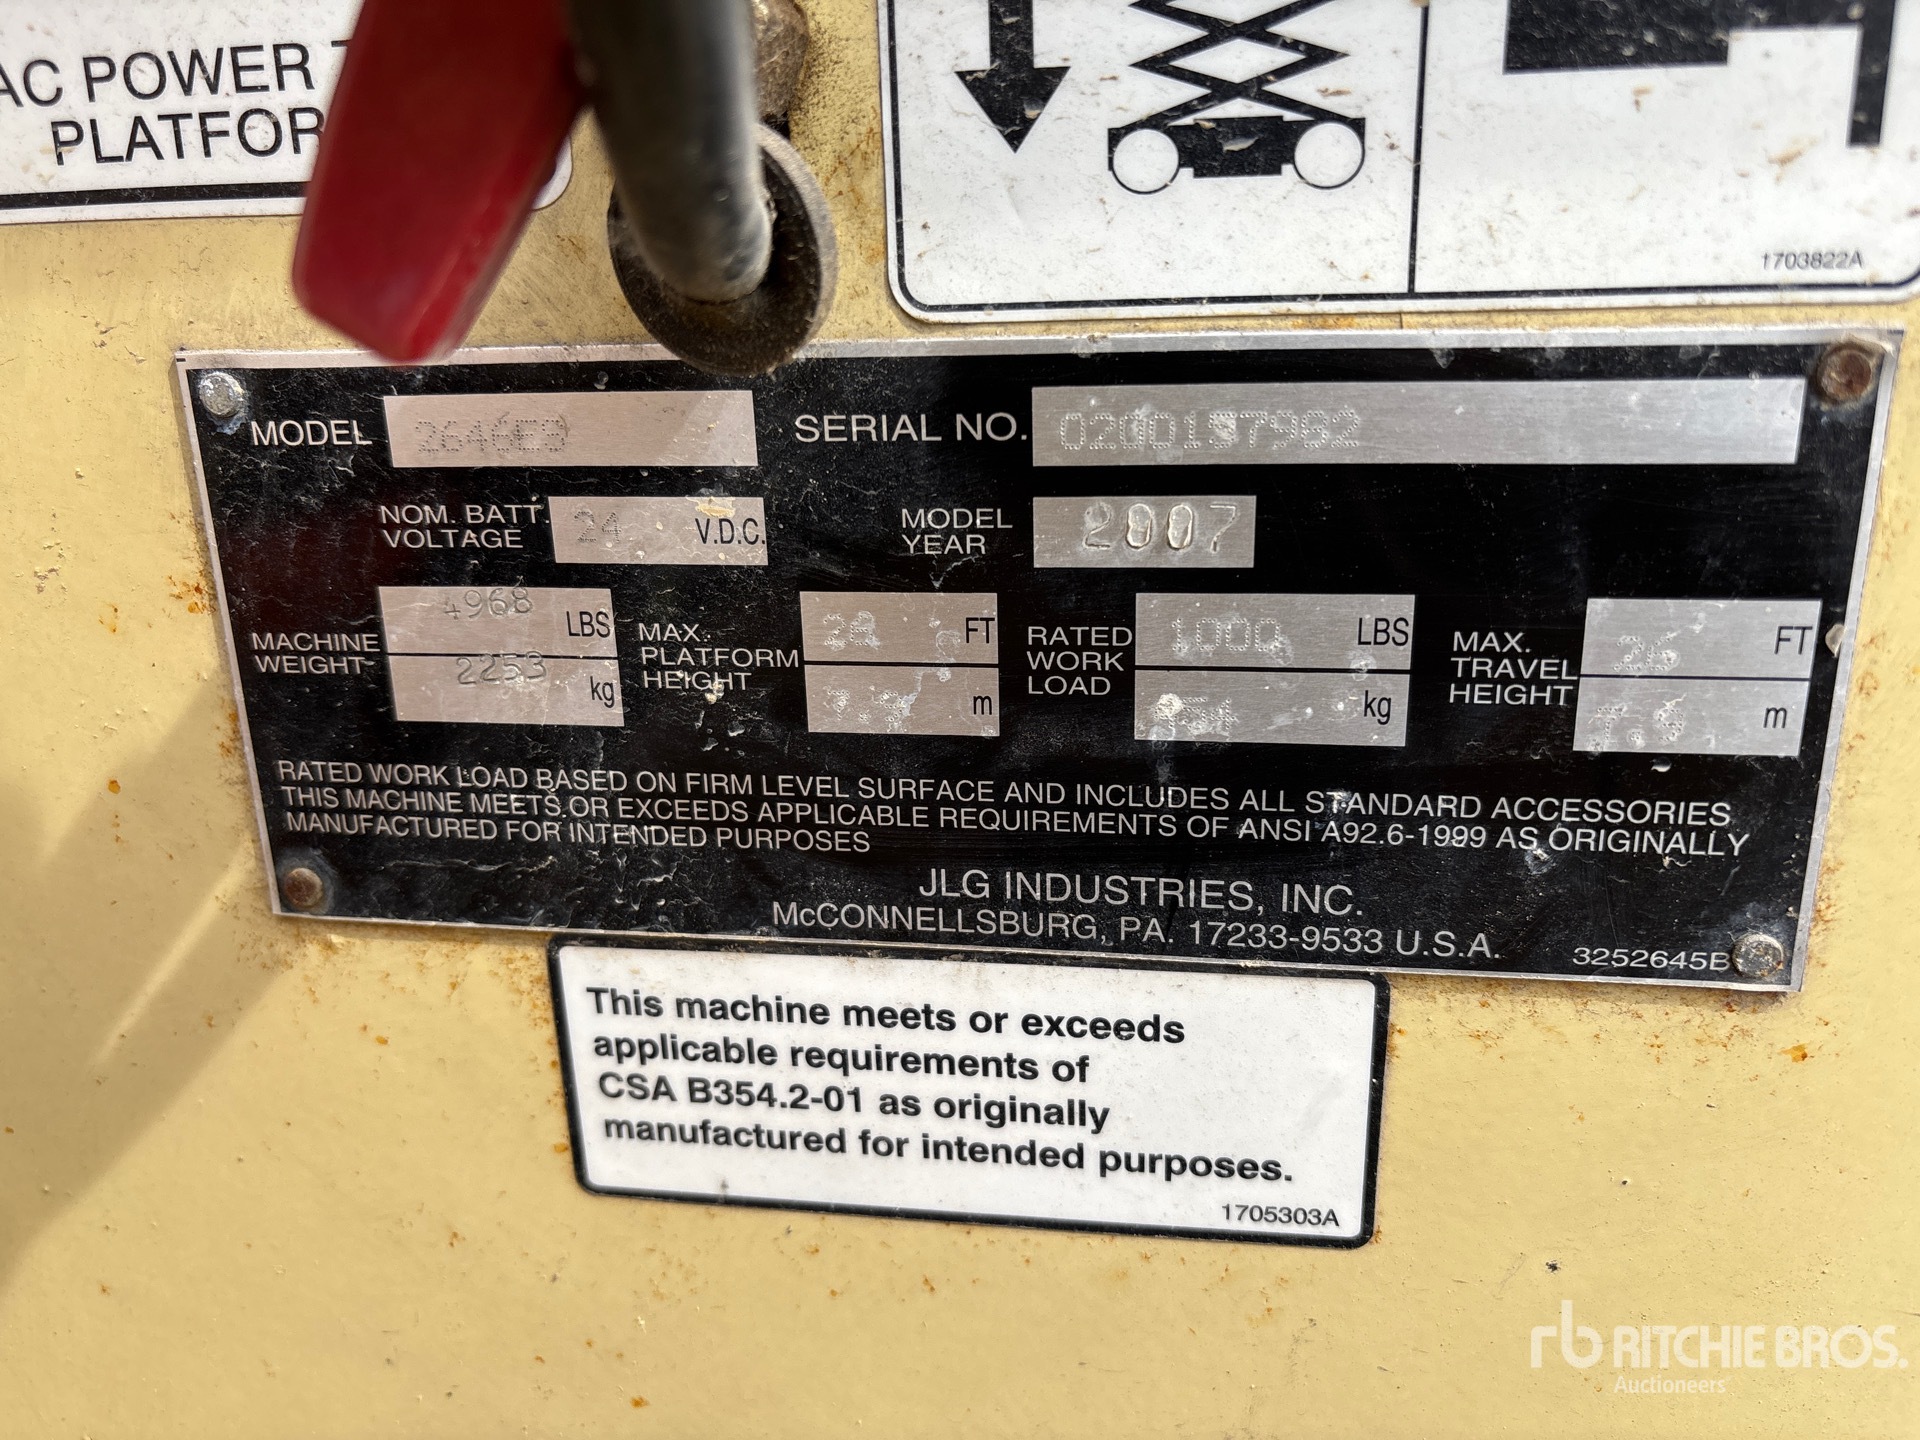 AC POWER
PLATFOR
1703822A
MODEL 2646E3
SERIAL NO. 0200157982
NOM. BATT. VOLTAGE 24 V.D.C.
MODEL YEAR 2007
MACHINE WEIGHT 4968 LBS
2253 kg
MAX. PLATFORM HEIGHT 26 FT
m
RATED WORK LOAD 1000 LBS
454 kg
MAX. TRAVEL HEIGHT 26 FT
m
RATED WORK LOAD BASED ON FIRM LEVEL SURFACE AND INCLUDES ALL STANDARD ACCESSORIES
THIS MACHINE MEETS OR EXCEEDS APPLICABLE REQUIREMENTS OF ANSI A92.6-1999 AS ORIGINALLY
MANUFACTURED FOR INTENDED PURPOSES
JLG INDUSTRIES, INC.
McCONNELLSBURG, PA. 17233-9533 U.S.A.
3252645B
This machine meets or exceeds
applicable requirements of
CSA B354.2-01 as originally
manufactured for intended purposes.
1705303A
rb RITCHIE BROS.
Auctioneers